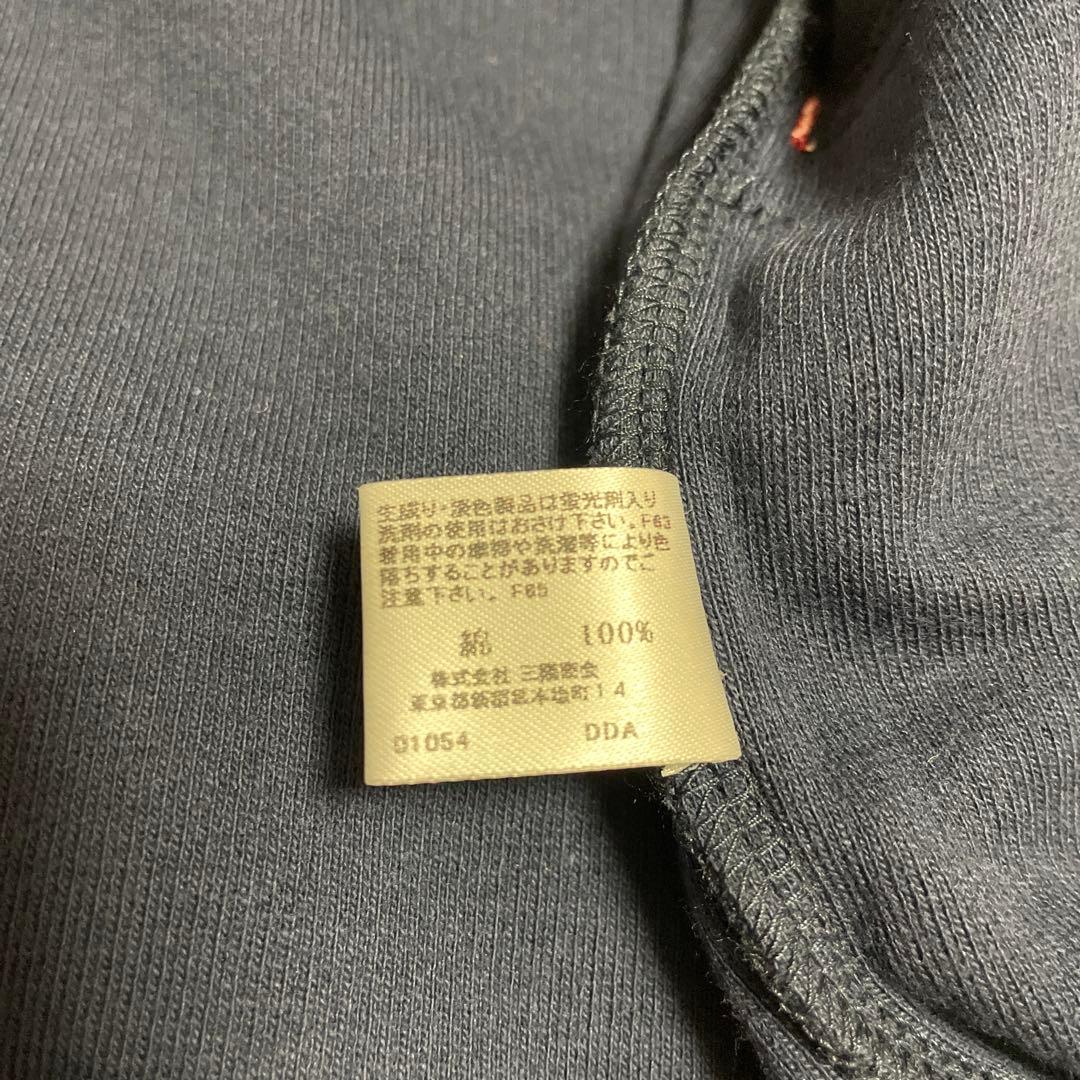 生成り・淡色製品は蛍光剤入り
洗剤の使用はおさけ下さい。F03
着用中の摩擦や洗濯等により色
落ちすることがありますのでご
注意下さい。F05
綿 100%
株式会社 三陽商会
東京都新宿区本塩町14
01054 DDA